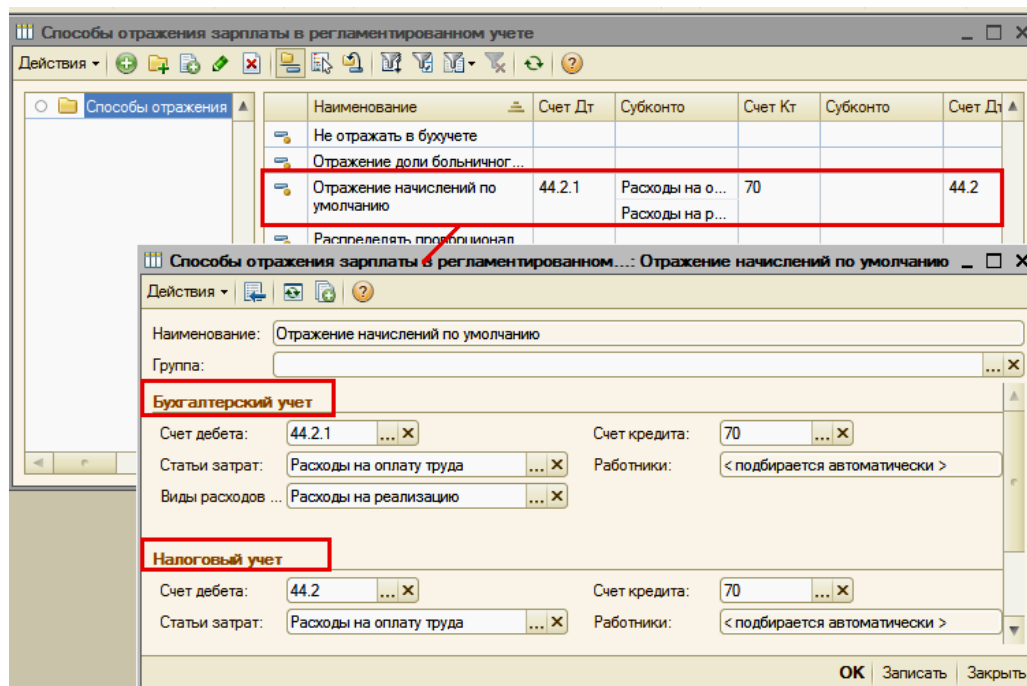 Способы отражения зарплаты в регламентированном учете
Действия
Способы отражения
Наименование Счет Дт Субконто Счет Кт Субконто Счет Дт
Не отражать в бухучете
Отражение доли больничног...
Отражение начислений по умолчанию 44.2.1 Расходы на о... 70 44.2
Расходы на р...
Распределять пропорционал
Способы отражения зарплаты в регламентированном...: Отражение начислений по умолчанию
Действия
Наименование: Отражение начислений по умолчанию
Группа:
Бухгалтерский учет
Счет дебета: 44.2.1 ... Счет кредита: 70 ...
Статьи затрат: Расходы на оплату труда ... Работники: < подбирается автоматически >
Виды расходов ... Расходы на реализацию ...
Налоговый учет
Счет дебета: 44.2 ... Счет кредита: 70 ...
Статьи затрат: Расходы на оплату труда ... Работники: < подбирается автоматически >
OK Записать Закрыть